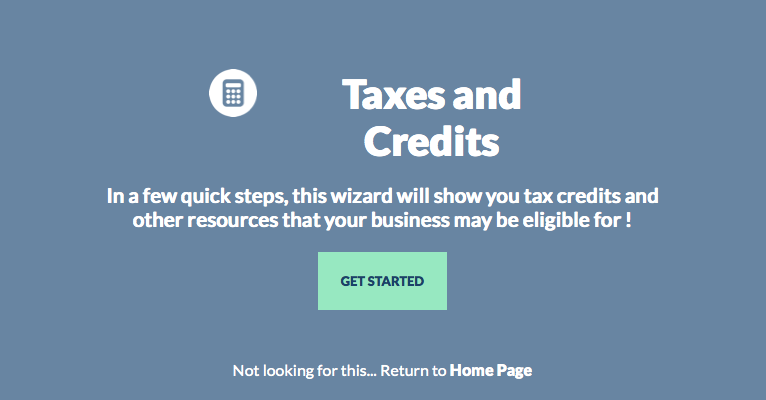 Taxes and
Credits
In a few quick steps, this wizard will show you tax credits and
other resources that your business may be eligible for !
GET STARTED
Not looking for this... Return to Home Page